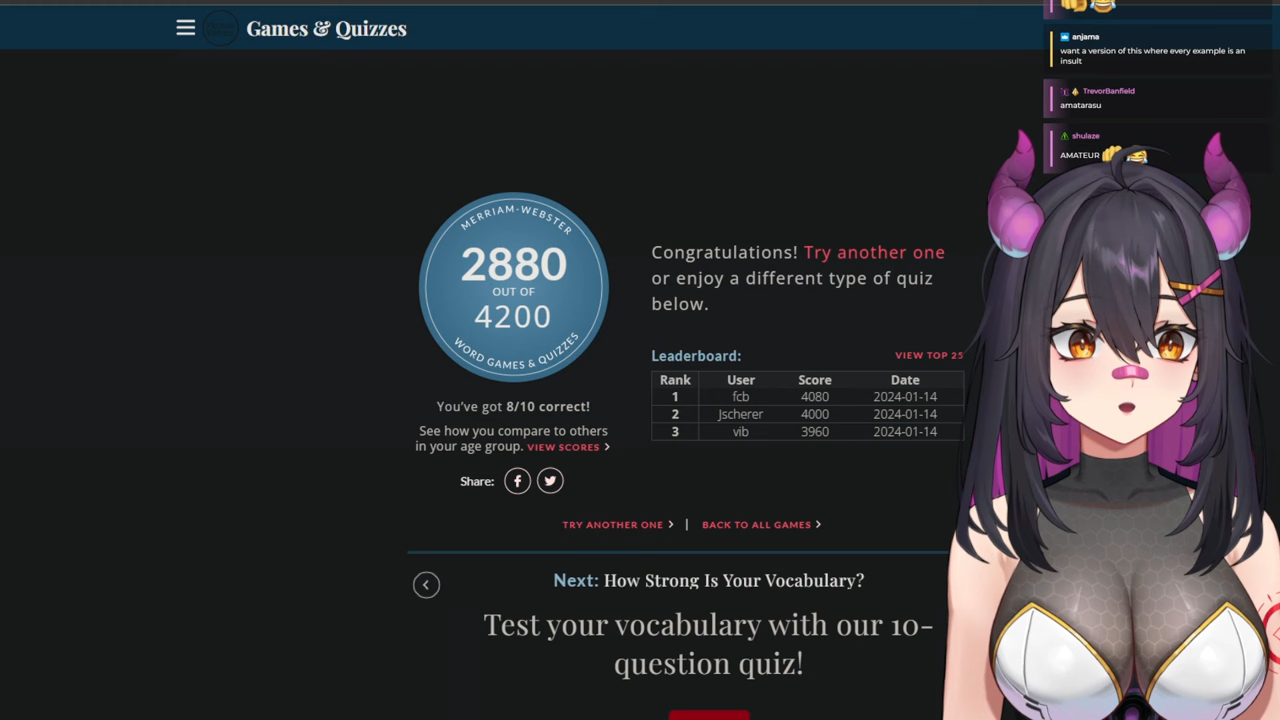 Games & Quizzes
anjama
want a version of this where every example is an
insult
TrevorBanfield
amatarasu
shulaze
AMATEUR
MERRIAM-WEBSTER
2880
OUT OF
4200
WORD GAMES & QUIZZES
You've got 8/10 correct!
See how you compare to others
in your age group. VIEW SCORES
Share:
Congratulations! Try another one
or enjoy a different type of quiz
below.
Leaderboard: VIEW TOP 25
Rank User Score Date
1 fcb 4080 2024-01-14
2 Jscherer 4000 2024-01-14
3 vib 3960 2024-01-14
TRY ANOTHER ONE | BACK TO ALL GAMES
Next: How Strong Is Your Vocabulary?
Test your vocabulary with our 10-
question quiz!